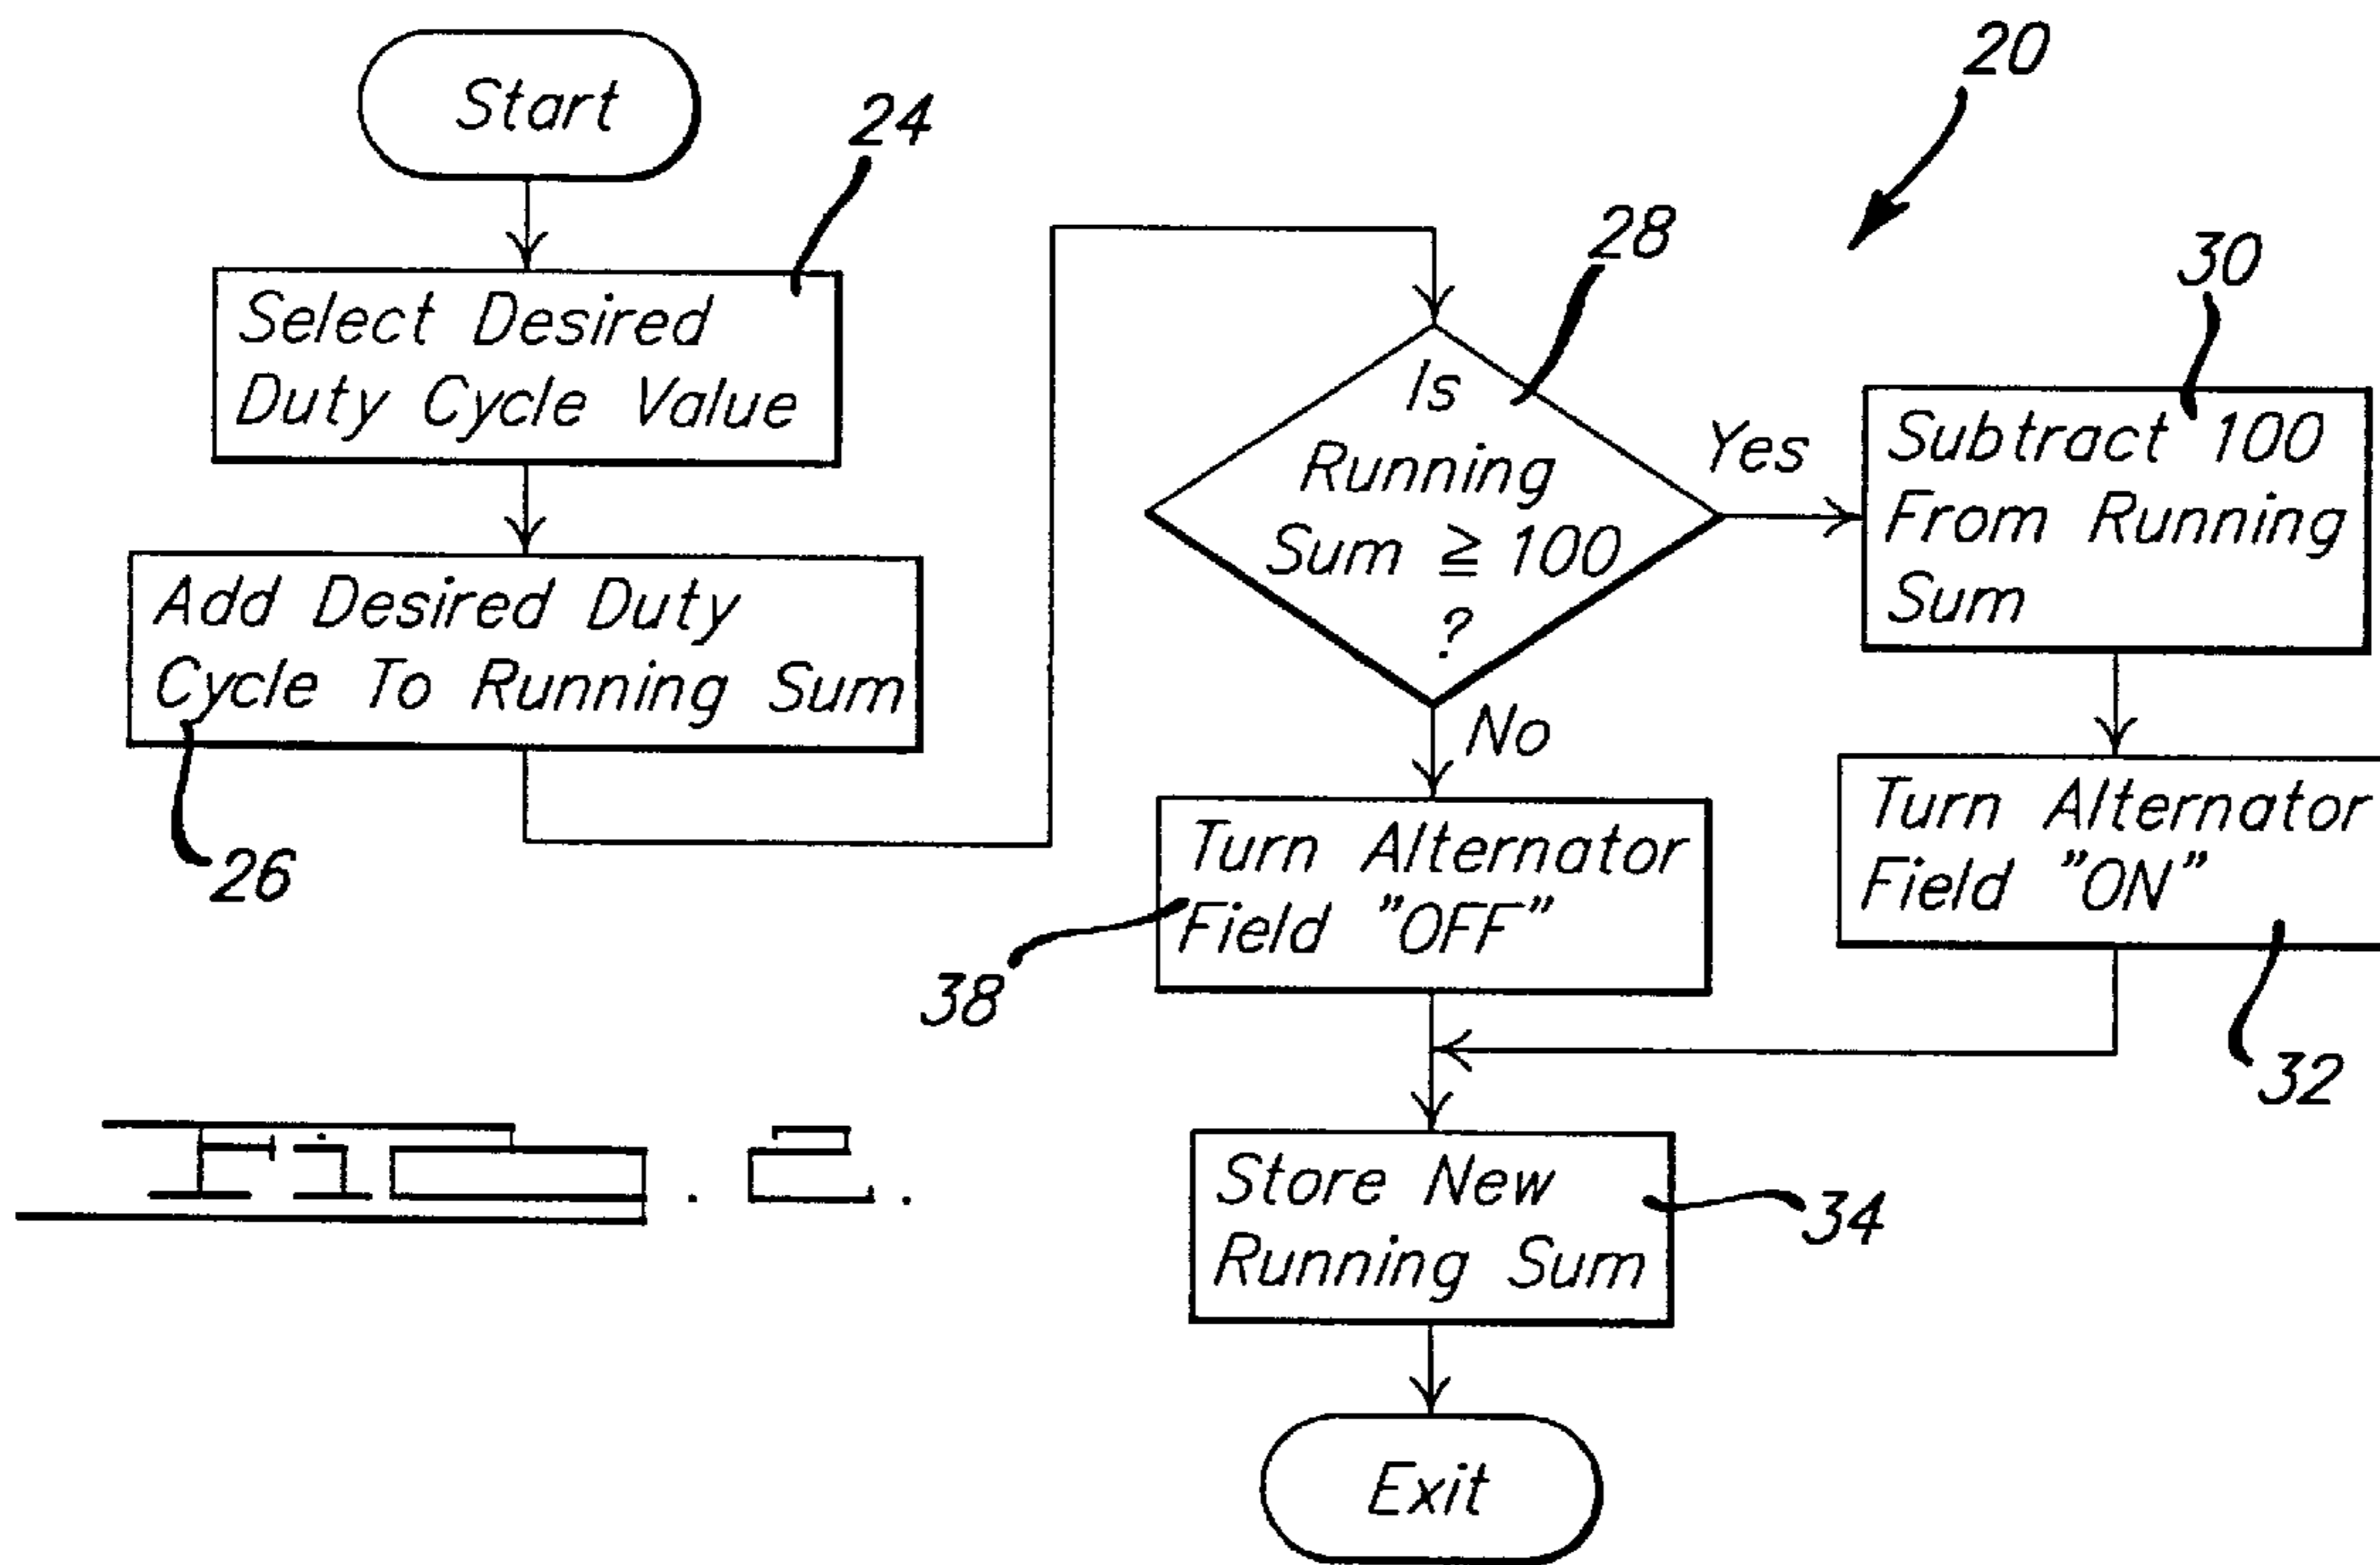 Start
24
Select Desired
Duty Cycle Value
Add Desired Duty
Cycle To Running Sum
26
20
28
Is
Running
Sum ≧ 100
?
Yes
No
30
Subtract 100
From Running
Sum
Turn Alternator
Field "ON"
32
Turn Alternator
Field "OFF"
38
Store New
Running Sum
34
Exit
Fig. 2.